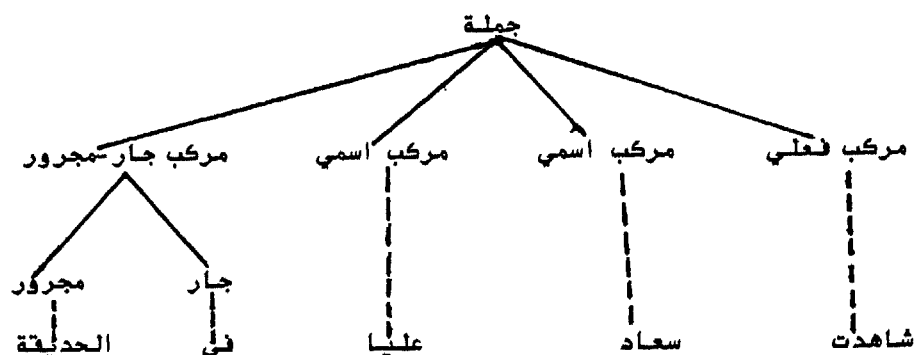 جملة
مركب فعلي مركب اسمي مركب اسمي مركب جار-مجرور
جار مجرور
شاهدت سعاد عليا في الحديقة